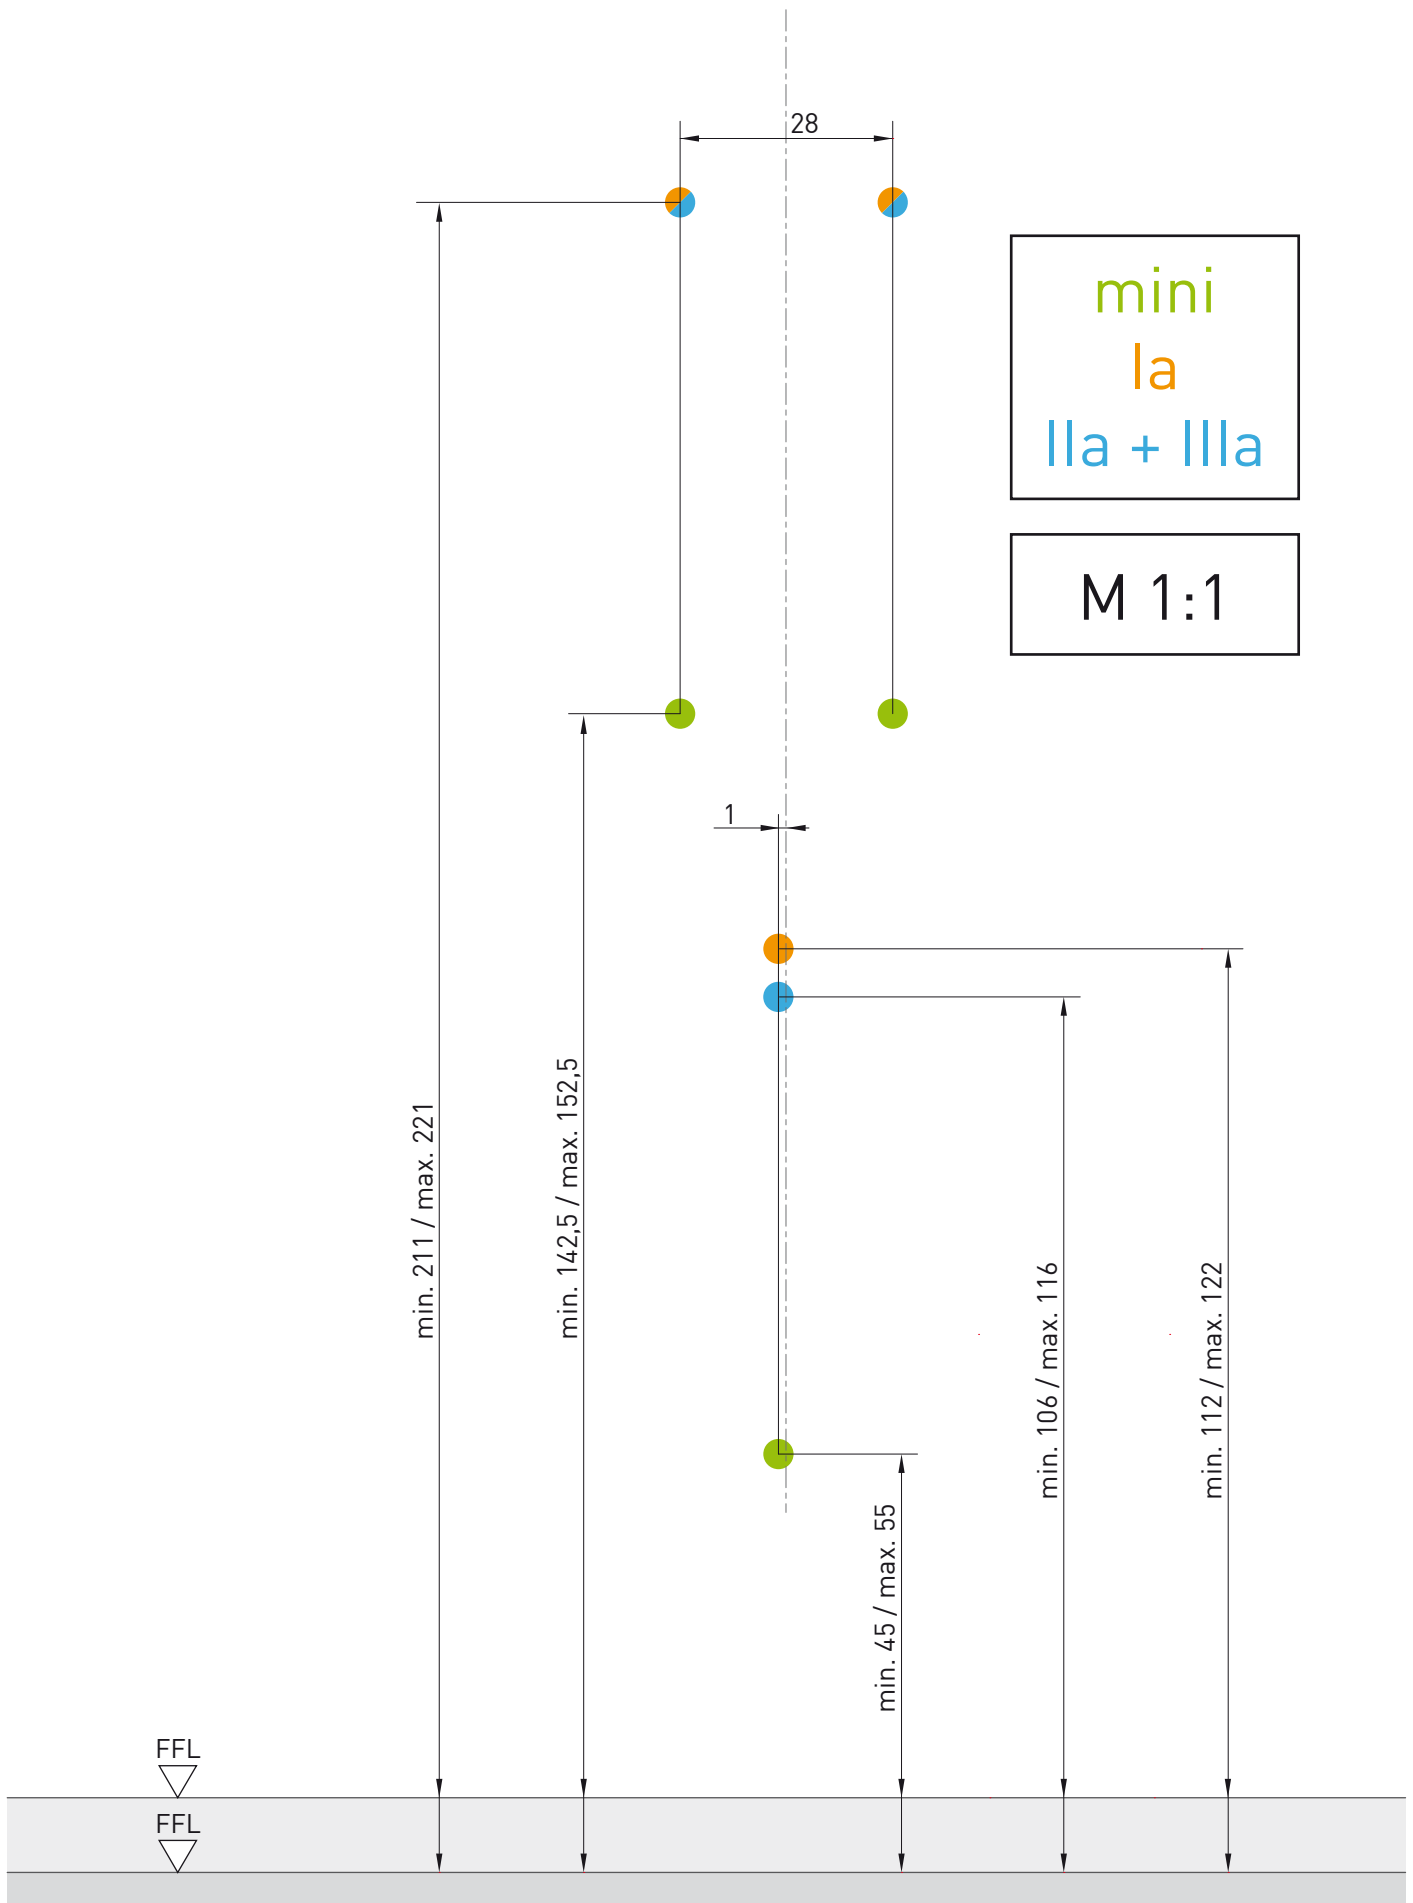 28
mini
Ia
IIa + IIIa
M 1:1
1
min. 211 / max. 221
min. 142,5 / max. 152,5
min. 106 / max. 116
min. 112 / max. 122
min. 45 / max. 55
FFL
FFL